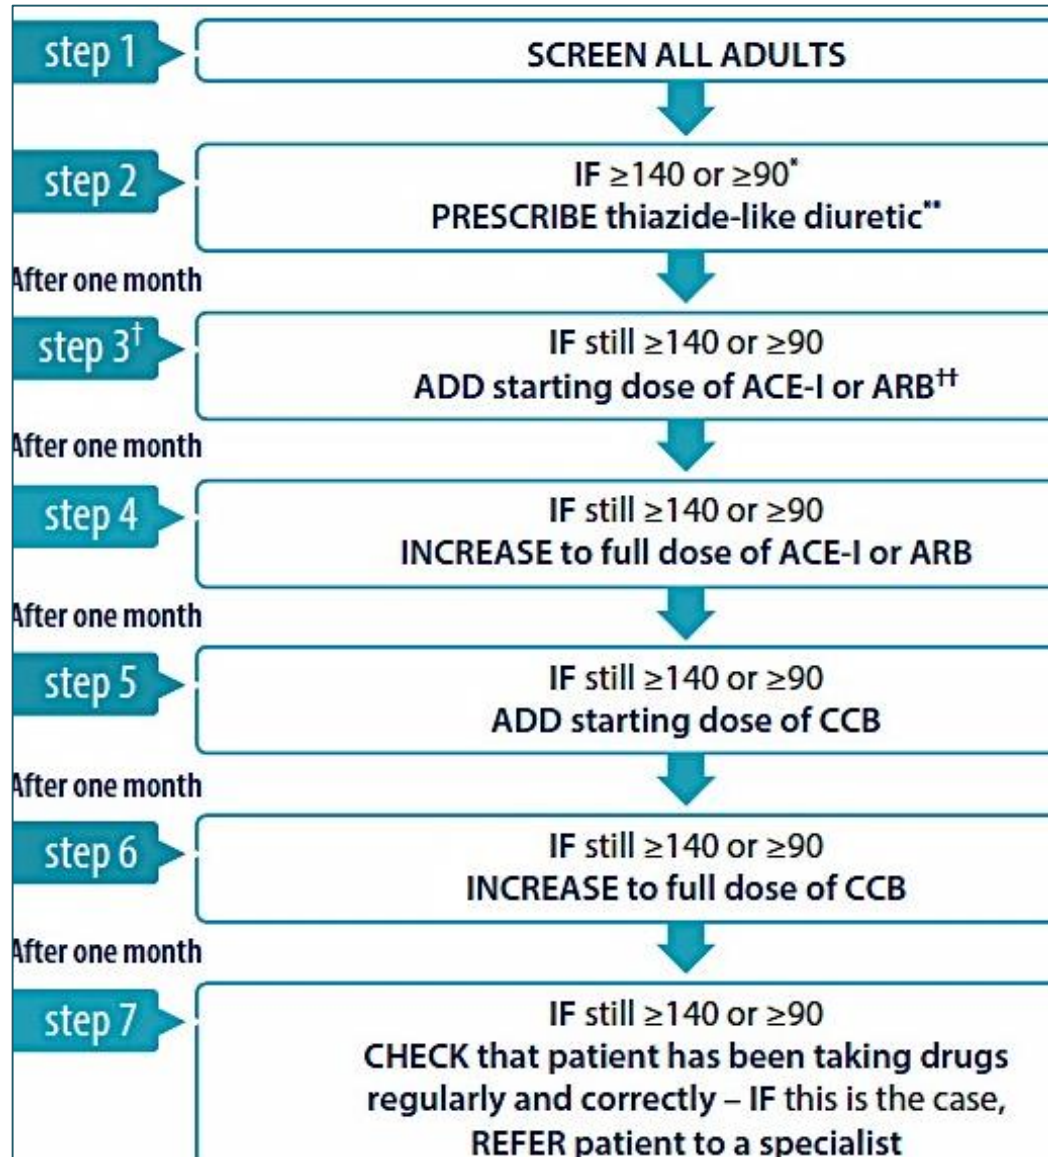 step 1
SCREEN ALL ADULTS
step 2
IF ≥140 or ≥90*
PRESCRIBE thiazide-like diuretic**
After one month
step 3†
IF still ≥140 or ≥90
ADD starting dose of ACE-I or ARB††
After one month
step 4
IF still ≥140 or ≥90
INCREASE to full dose of ACE-I or ARB
After one month
step 5
IF still ≥140 or ≥90
ADD starting dose of CCB
After one month
step 6
IF still ≥140 or ≥90
INCREASE to full dose of CCB
After one month
step 7
IF still ≥140 or ≥90
CHECK that patient has been taking drugs
regularly and correctly – IF this is the case,
REFER patient to a specialist